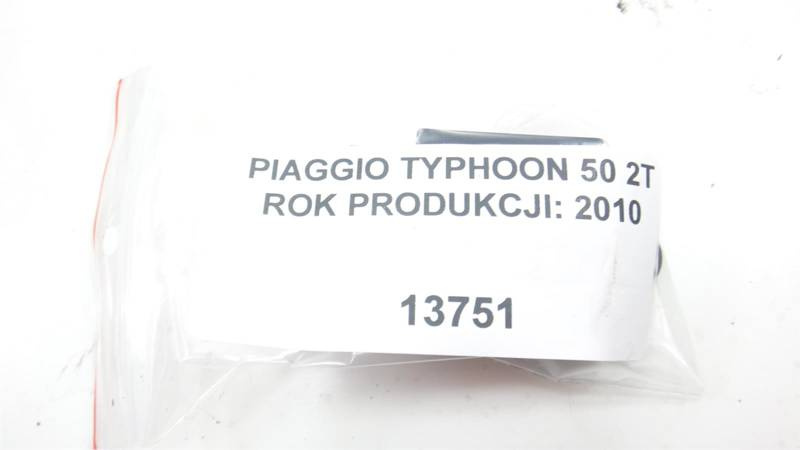 PIAGGIO TYPHOON 50 2T
ROK PRODUKCJI: 2010
13751